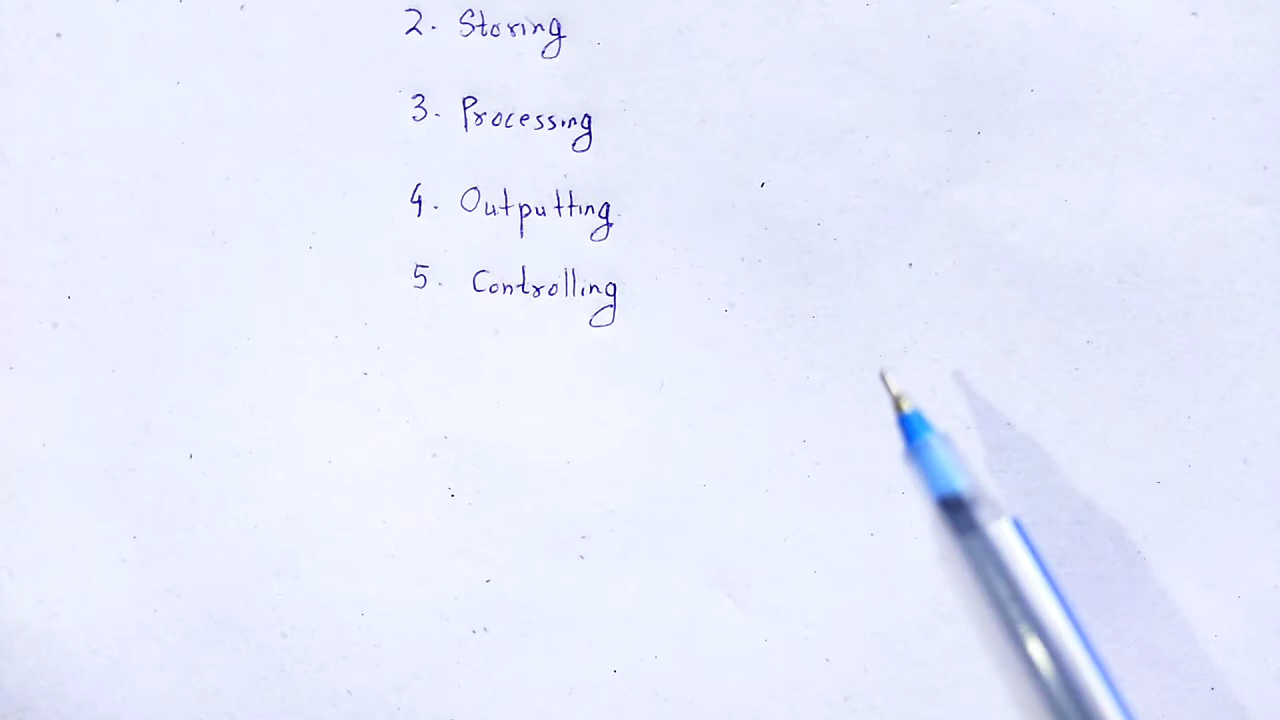 2. Storing
3. Processing
4. Outputting
5. Controlling